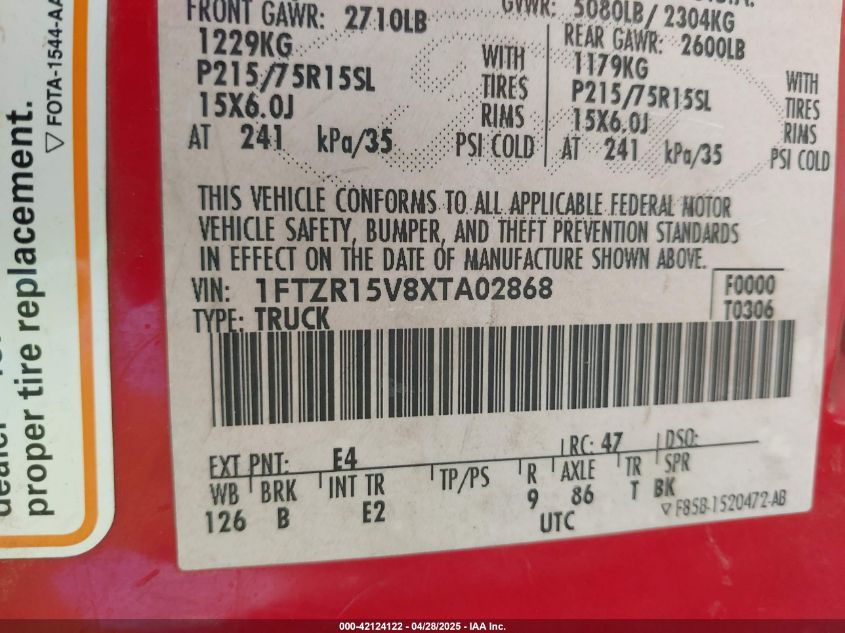 GVWR: 5080LB/ 2304KG
FRONT GAWR: 2710LB
1229KG WITH
P215/75R15SL TIRES
15X6.0J RIMS
AT 241 kPa/35 PSI COLD
REAR GAWR: 2600LB
1179KG WITH
P215/75R15SL TIRES
15X6.0J RIMS
AT 241 kPa/35 PSI COLD
THIS VEHICLE CONFORMS TO ALL APPLICABLE FEDERAL MOTOR
VEHICLE SAFETY, BUMPER, AND THEFT PREVENTION STANDARDS
IN EFFECT ON THE DATE OF MANUFACTURE SHOWN ABOVE.
VIN: 1FTZR15V8XTA02868 F0000
TYPE: TRUCK T0306
EXT PNT: E4 RC: 47 DSO:
WB BRK INT TR TP/PS R AXLE TR SPR
126 B E2 9 86 T BK
UTC ▽ F85B-1520472-AB
▽ FOTA-1544-AA
proper tire replacement.
000-42124122 - 04/28/2025 - IAA Inc.